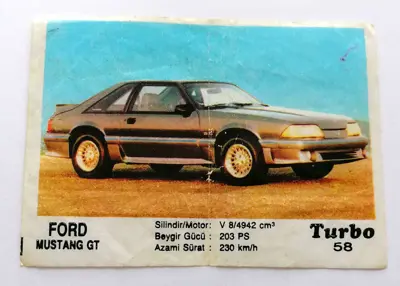 FORD
MUSTANG GT
Silindir/Motor: V 8/4942 cm³
Beygir Gücü : 203 PS
Azami Sürat : 230 km/h
Turbo
58